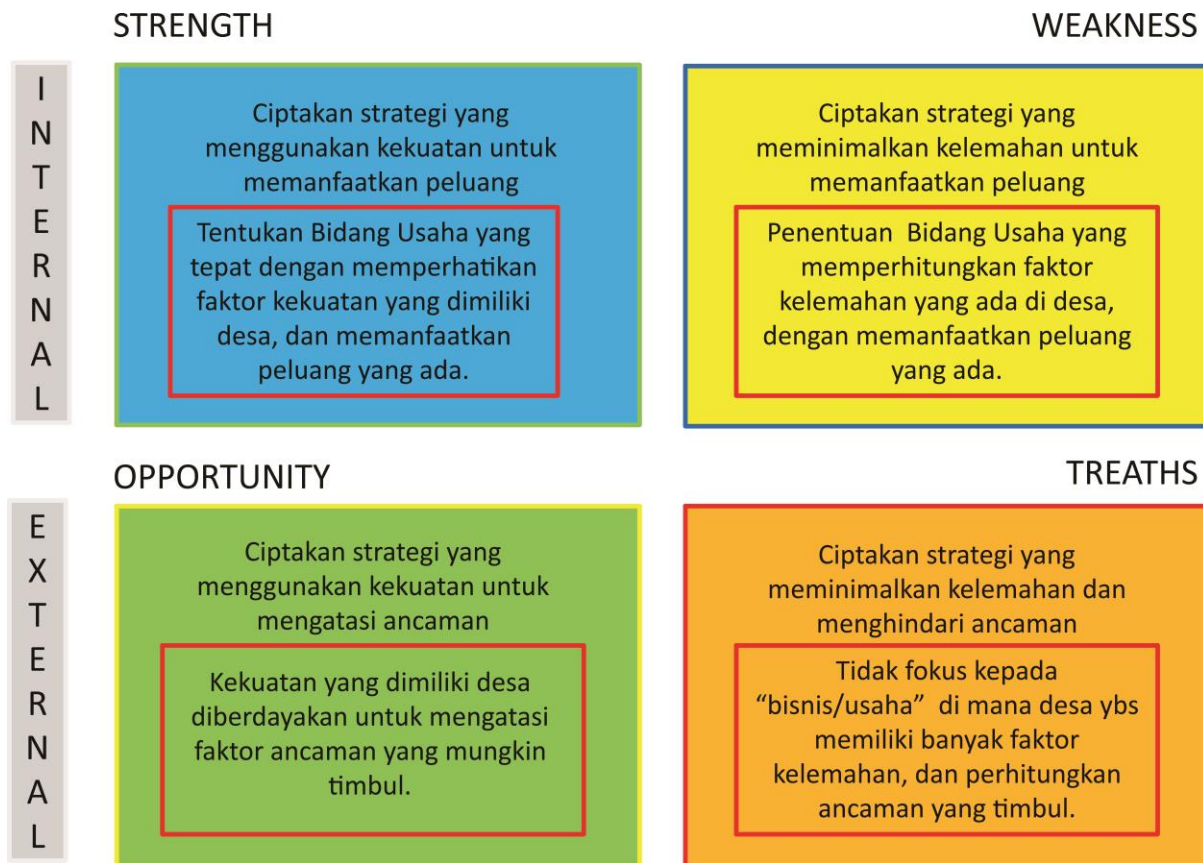 STRENGTH
WEAKNESS
INTERNAL
Ciptakan strategi yang
menggunakan kekuatan untuk
memanfaatkan peluang
Tentukan Bidang Usaha yang
tepat dengan memperhatikan
faktor kekuatan yang dimiliki
desa, dan memanfaatkan
peluang yang ada.
Ciptakan strategi yang
meminimalkan kelemahan untuk
memanfaatkan peluang
Penentuan Bidang Usaha yang
memperhitungkan faktor
kelemahan yang ada di desa,
dengan memanfaatkan peluang
yang ada.
OPPORTUNITY
TREATHS
EXTERNAL
Ciptakan strategi yang
menggunakan kekuatan untuk
mengatasi ancaman
Kekuatan yang dimiliki desa
diberdayakan untuk mengatasi
faktor ancaman yang mungkin
timbul.
Ciptakan strategi yang
meminimalkan kelemahan dan
menghindari ancaman
Tidak fokus kepada
“bisnis/usaha” di mana desa ybs
memiliki banyak faktor
kelemahan, dan perhitungkan
ancaman yang timbul.